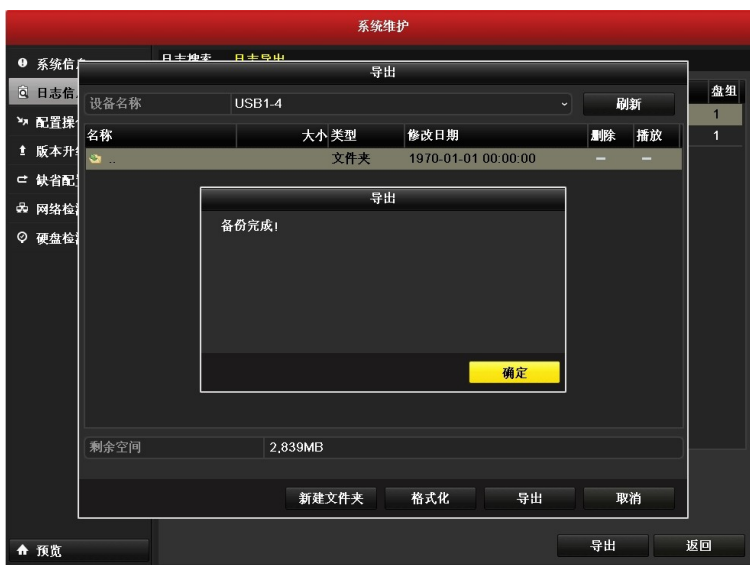 系统维护
日志搜索 日志导出
系统信
日志信
配置操
版本升
缺省配
网络检
硬盘检
导出
设备名称 USB1-4 刷新
名称 大小 类型 修改日期 删除 播放
.. 文件夹 1970-01-01 00:00:00 — —
盘组
1
1
导出
备份完成!
确定
剩余空间 2,839MB
新建文件夹 格式化 导出 取消
预览 导出 返回